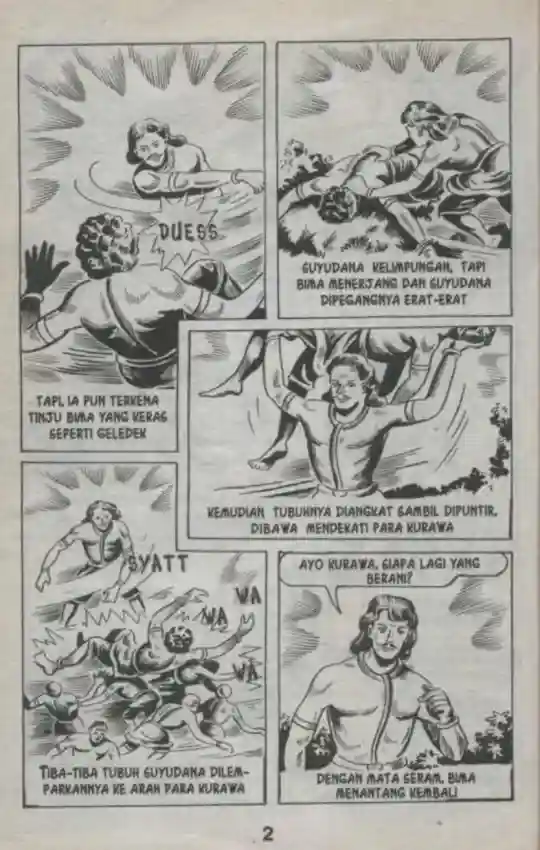 DUESS
TAPI, IA PUN TERKENA
TINJU BIMA YANG KERAS
SEPERTI GELEDEK
SUYUDANA KELIMPUNGAN, TAPI
BIMA MENERJANG DAN SUYUDANA
DIPEGANGNYA ERAT-ERAT
KEMUDIAN TUBUHNYA DIANGKAT SAMBIL DIPUNTIR,
DIBAWA MENDEKATI PARA KURAWA
SYATT
WA
WA
WA
TIBA-TIBA TUBUH SUYUDANA DILEM-
PARKANNYA KE ARAH PARA KURAWA
AYO KURAWA, SIAPA LAGI YANG
BERANI?
DENGAN MATA SERAM, BIMA
MENANTANG KEMBALI
2